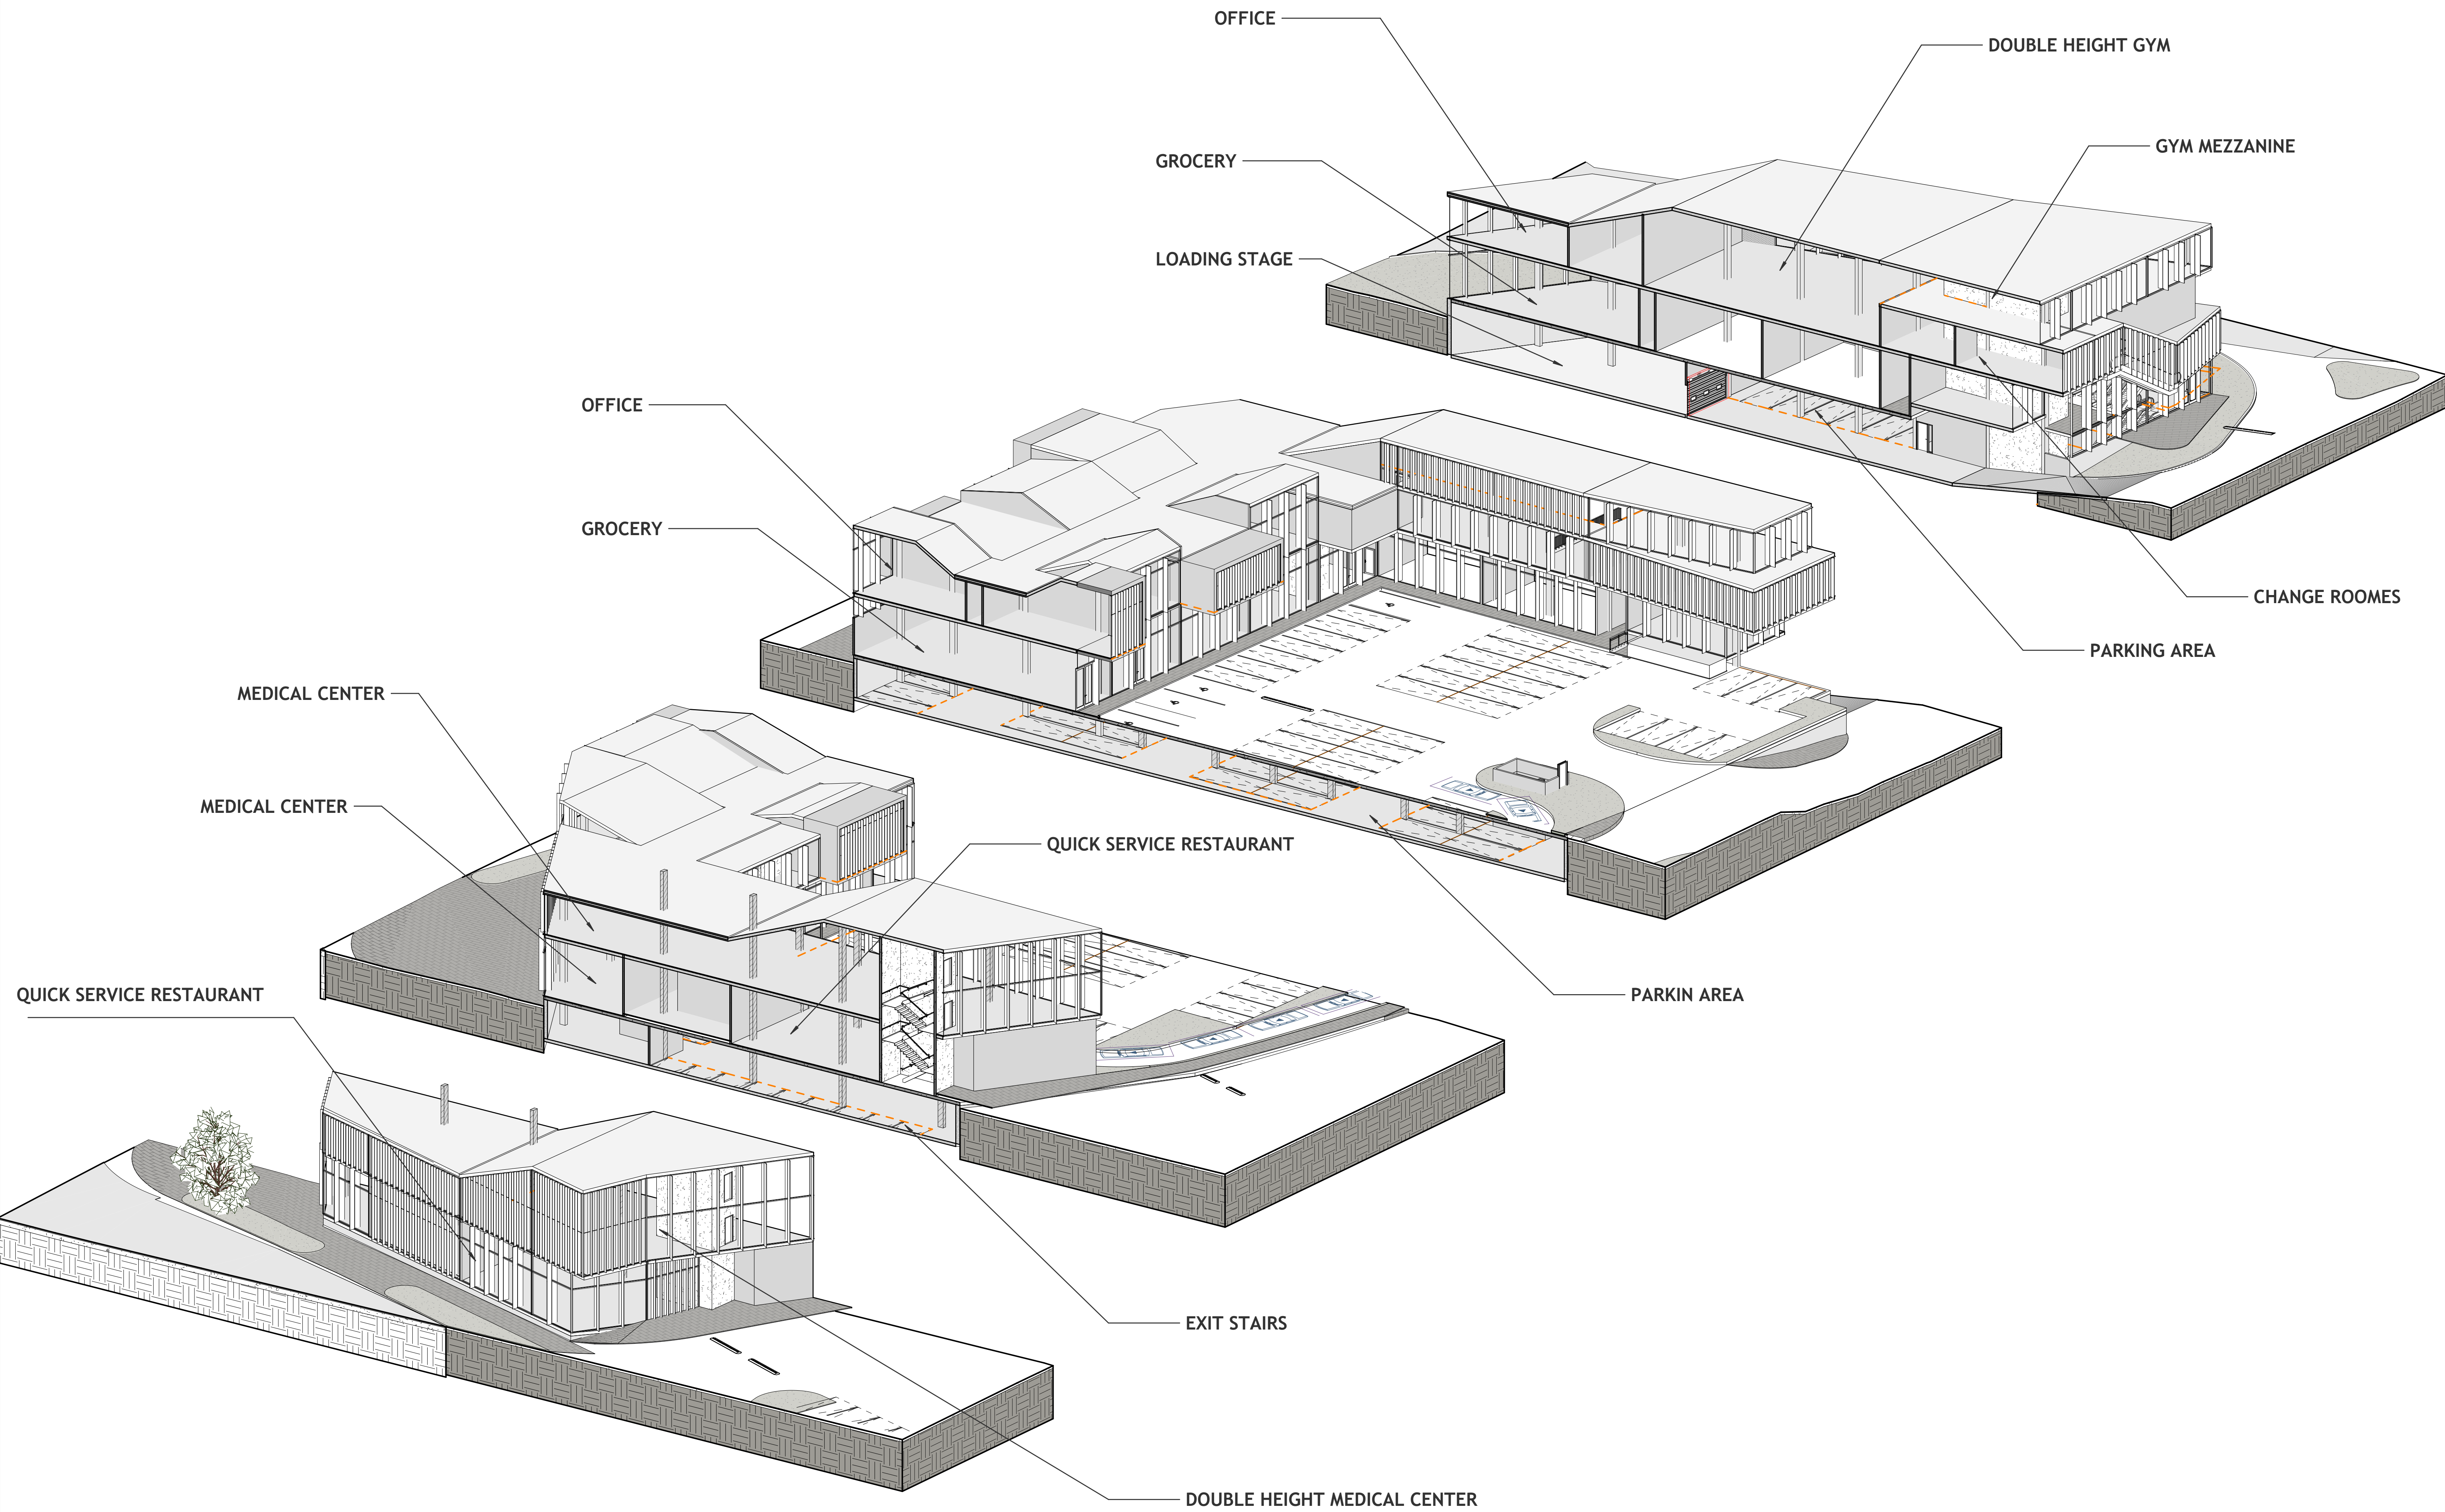 OFFICE
DOUBLE HEIGHT GYM
GYM MEZZANINE
GROCERY
LOADING STAGE
OFFICE
GROCERY
CHANGE ROOMES
PARKING AREA
MEDICAL CENTER
MEDICAL CENTER
QUICK SERVICE RESTAURANT
QUICK SERVICE RESTAURANT
PARKIN AREA
EXIT STAIRS
DOUBLE HEIGHT MEDICAL CENTER